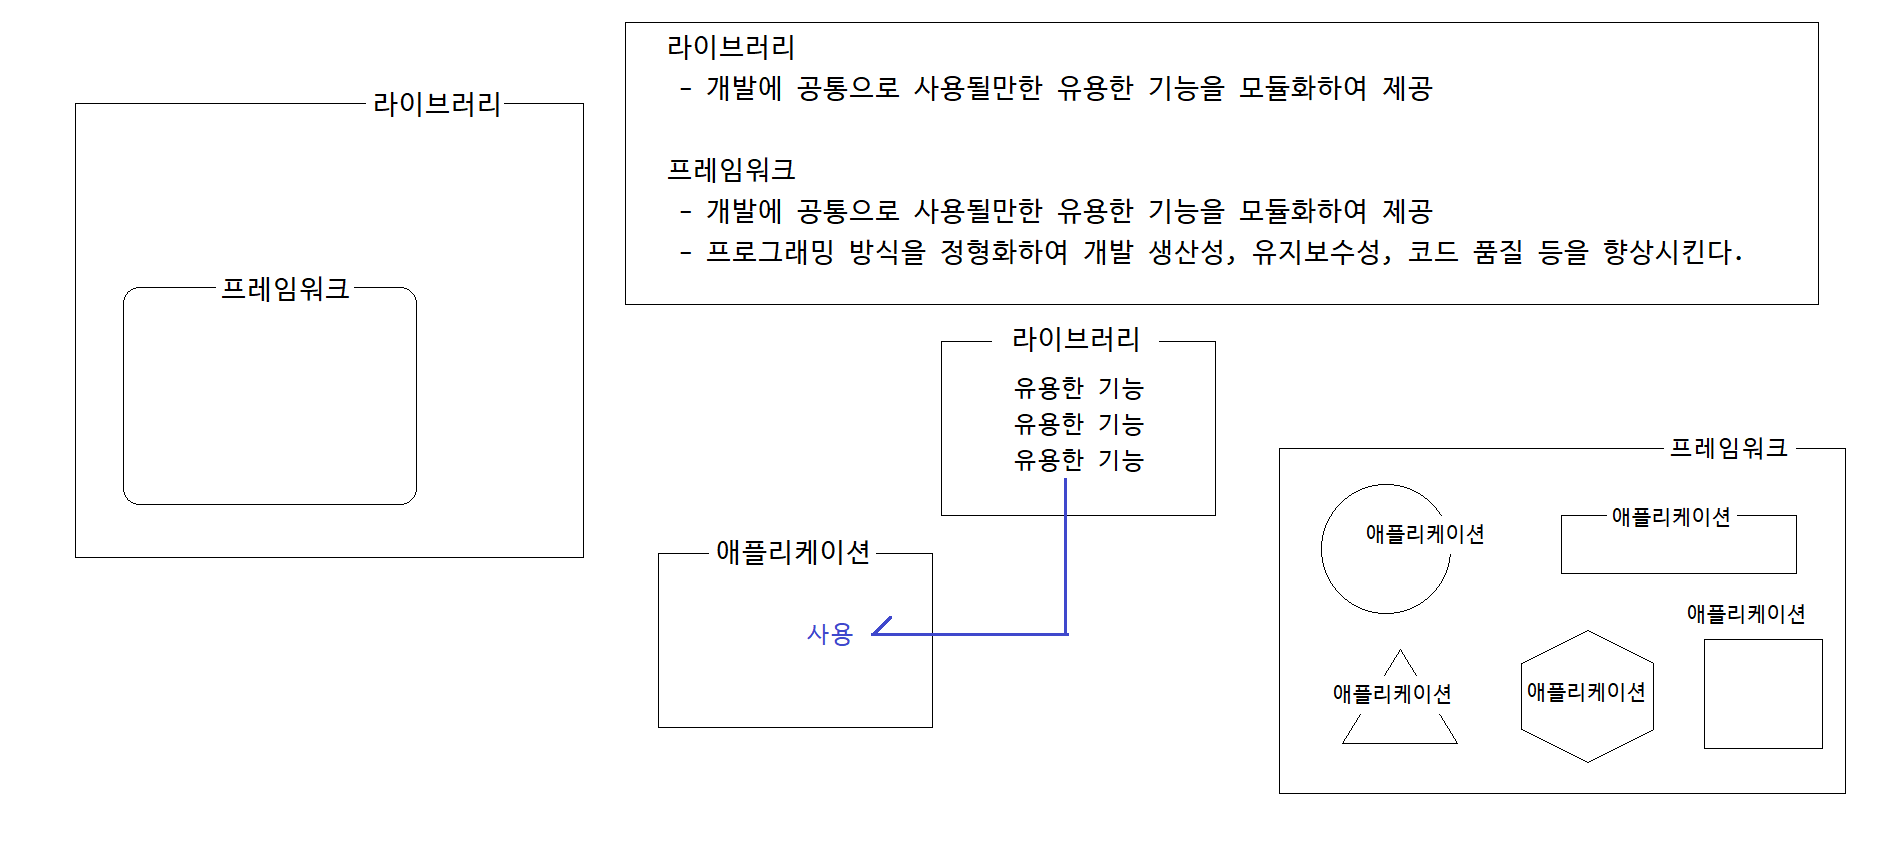 라이브러리
프레임워크
라이브러리
- 개발에 공통으로 사용될만한 유용한 기능을 모듈화하여 제공
프레임워크
- 개발에 공통으로 사용될만한 유용한 기능을 모듈화하여 제공
- 프로그래밍 방식을 정형화하여 개발 생산성, 유지보수성, 코드 품질 등을 향상시킨다.
라이브러리
유용한 기능
유용한 기능
유용한 기능
애플리케이션
사용
프레임워크
애플리케이션
애플리케이션
애플리케이션
애플리케이션
애플리케이션